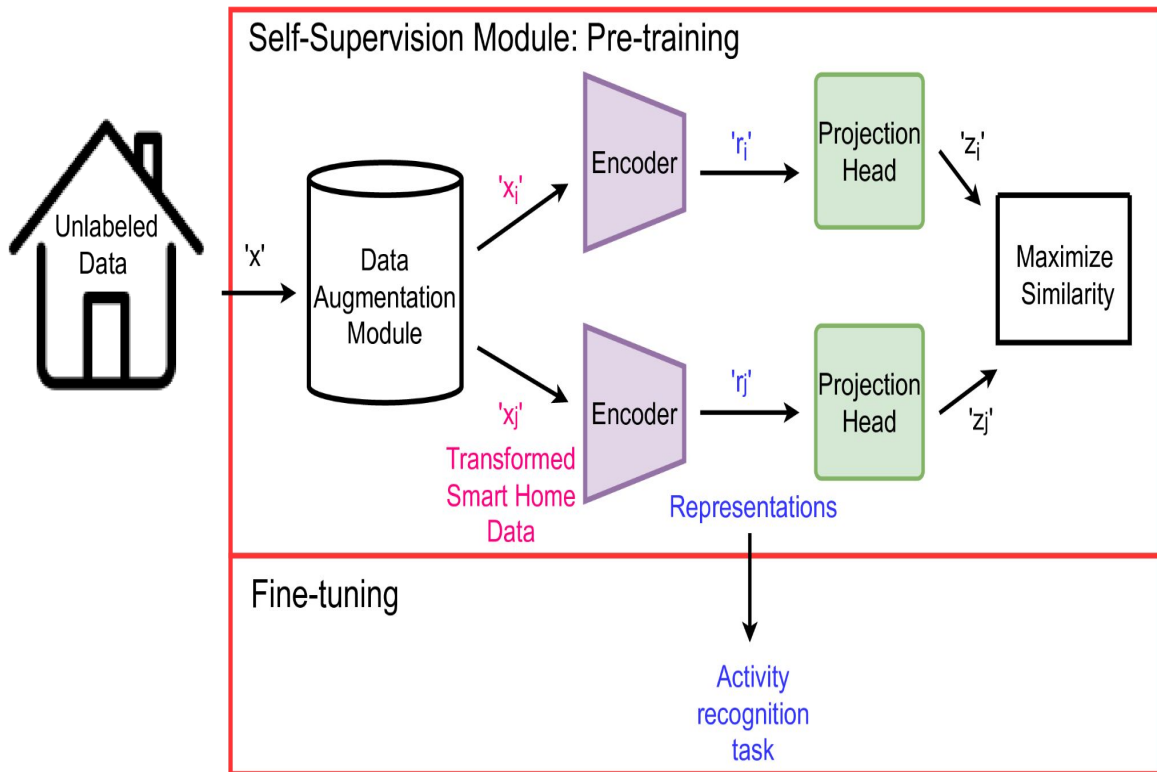 Self-Supervision Module: Pre-training
Unlabeled
Data
'x'
Data
Augmentation
Module
'xᵢ'
Encoder
'rᵢ'
Projection
Head
'zᵢ'
'xⱼ'
Transformed
Smart Home
Data
Encoder
'rⱼ'
Representations
Projection
Head
'zⱼ'
Maximize
Similarity
Fine-tuning
Activity
recognition
task